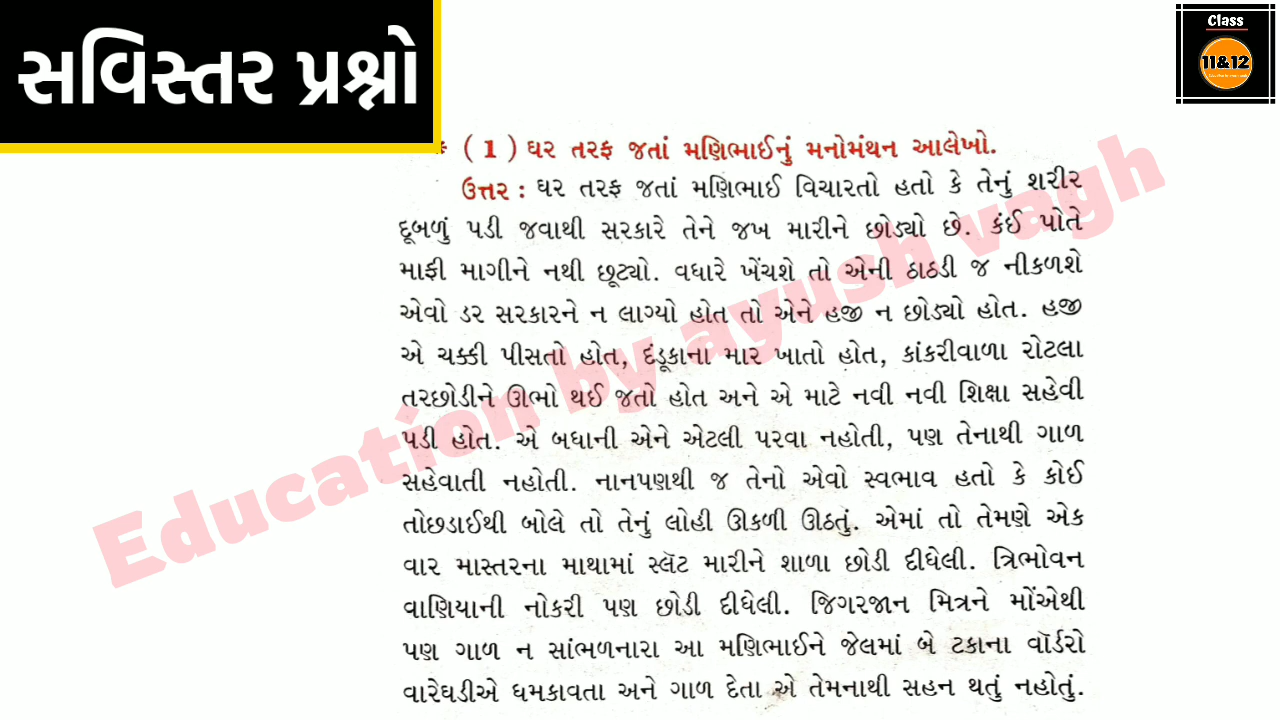 સવિસ્તર પ્રશ્નો
Class
11&12
* ( 1 ) ઘર તરફ જતાં મણિભાઈનું મનોમંથન આલેખો.
ઉત્તર : ઘર તરફ જતાં મણિભાઈ વિચારતો હતો કે તેનું શરીર
દૂબળું પડી જવાથી સરકારે તેને જખ મારીને છોડ્યો છે. કંઈ પોતે
માફી માગીને નથી છૂટ્યો. વધારે ખેંચશે તો એની ઠાઠડી જ નીકળશે
એવો ડર સરકારને ન લાગ્યો હોત તો એને હજી ન છોડ્યો હોત. હજી
એ ચક્કી પીસતો હોત, દંડૂકાના માર ખાતો હોત, કાંકરીવાળા રોટલા
તરછોડીને ઊભો થઈ જતો હોત અને એ માટે નવી નવી શિક્ષા સહેવી
પડી હોત. એ બધાની એને એટલી પરવા નહોતી, પણ તેનાથી ગાળ
સહેવાતી નહોતી. નાનપણથી જ તેનો એવો સ્વભાવ હતો કે કોઈ
તોછડાઈથી બોલે તો તેનું લોહી ઊકળી ઊઠતું. એમાં તો તેમણે એક
વાર માસ્તરના માથામાં સ્લૅટ મારીને શાળા છોડી દીધેલી. ત્રિભોવન
વાણિયાની નોકરી પણ છોડી દીધેલી. જિગરજાન મિત્રને મોંએથી
પણ ગાળ ન સાંભળનારા આ મણિભાઈને જેલમાં બે ટકાના વૉર્ડરો
વારેઘડીએ ધમકાવતા અને ગાળ દેતા એ તેમનાથી સહન થતું નહોતું.
Education by ayush vagh